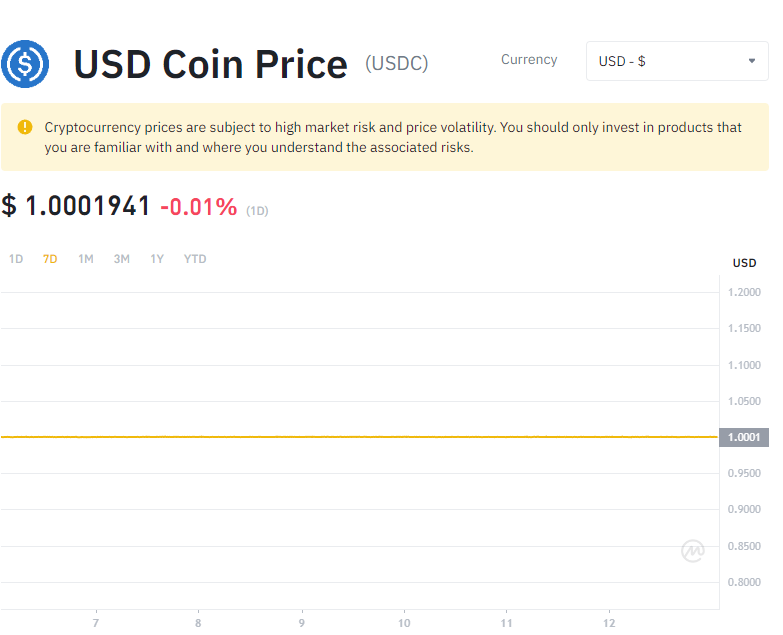 USD Coin Price (USDC)
Currency
USD - $
Cryptocurrency prices are subject to high market risk and price volatility. You should only invest in products that
you are familiar with and where you understand the associated risks.
$ 1.0001941 -0.01% (1D)
1D 7D 1M 3M 1Y YTD
USD
1.2000
1.1500
1.1000
1.0500
1.0001
0.9500
0.9000
0.8500
0.8000
7 8 9 10 11 12